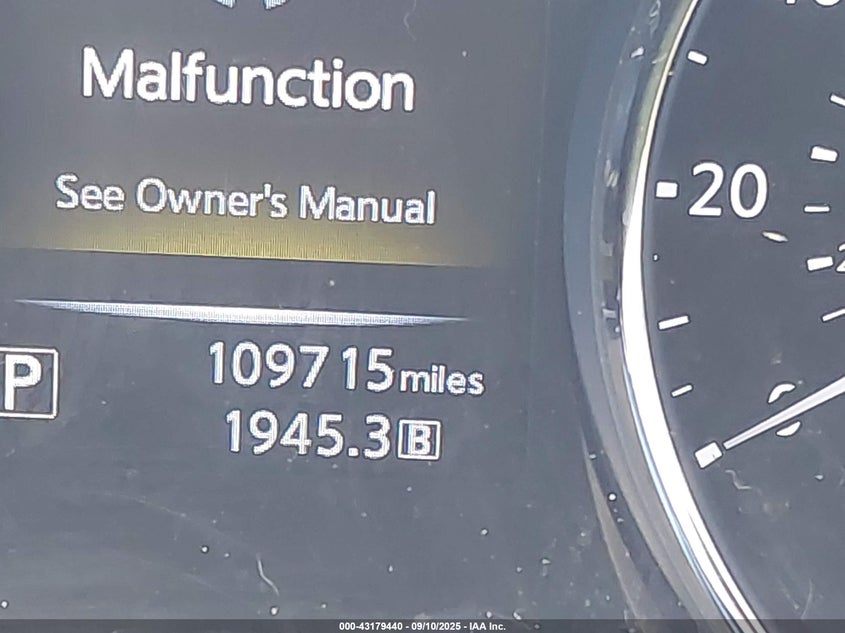 Malfunction
See Owner's Manual
20
P
109715 miles
1945.3 B
000-43179440 - 09/10/2025 - IAA Inc.